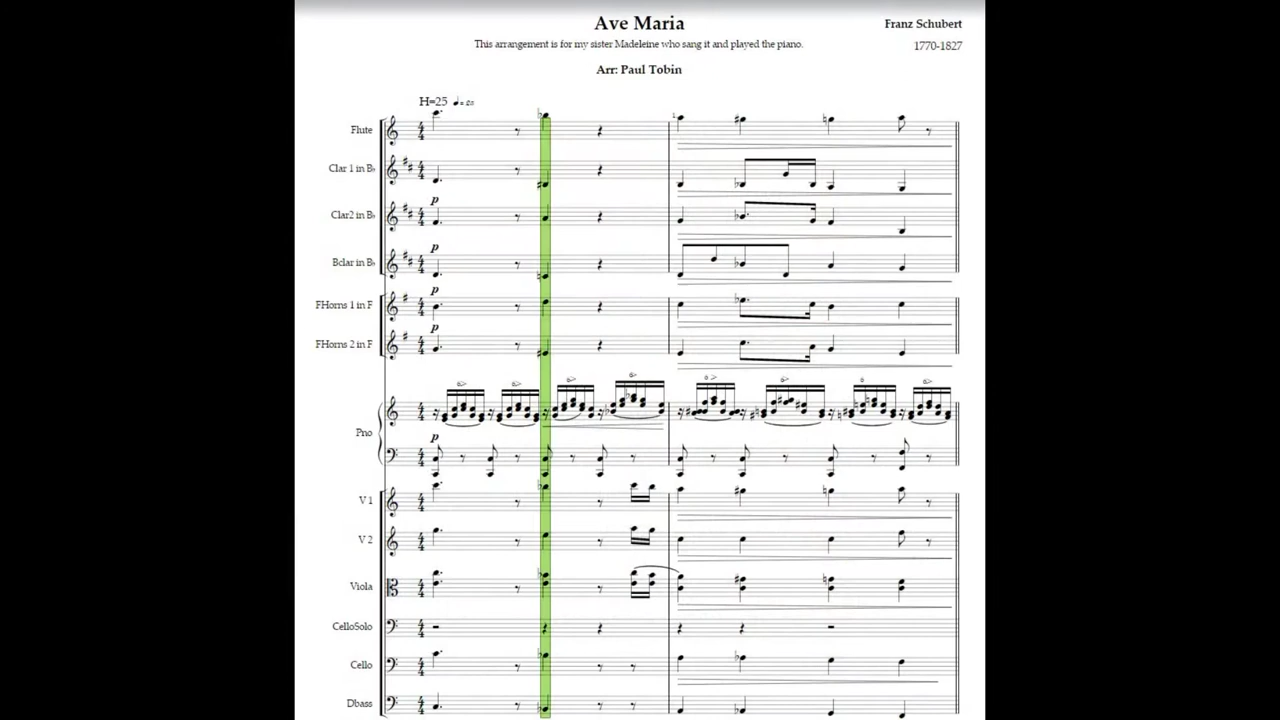 Ave Maria
Franz Schubert
This arrangement is for my sister Madeleine who sang it and played the piano.
1770-1827
Arr: Paul Tobin
H=25 ♩=25
Flute
Clar 1 in B♭
p
Clar2 in B♭
p
Bclar in B♭
p
FHorns 1 in F
p
FHorns 2 in F
Pno
p
V 1
V 2
Viola
CelloSolo
Cello
Dbass